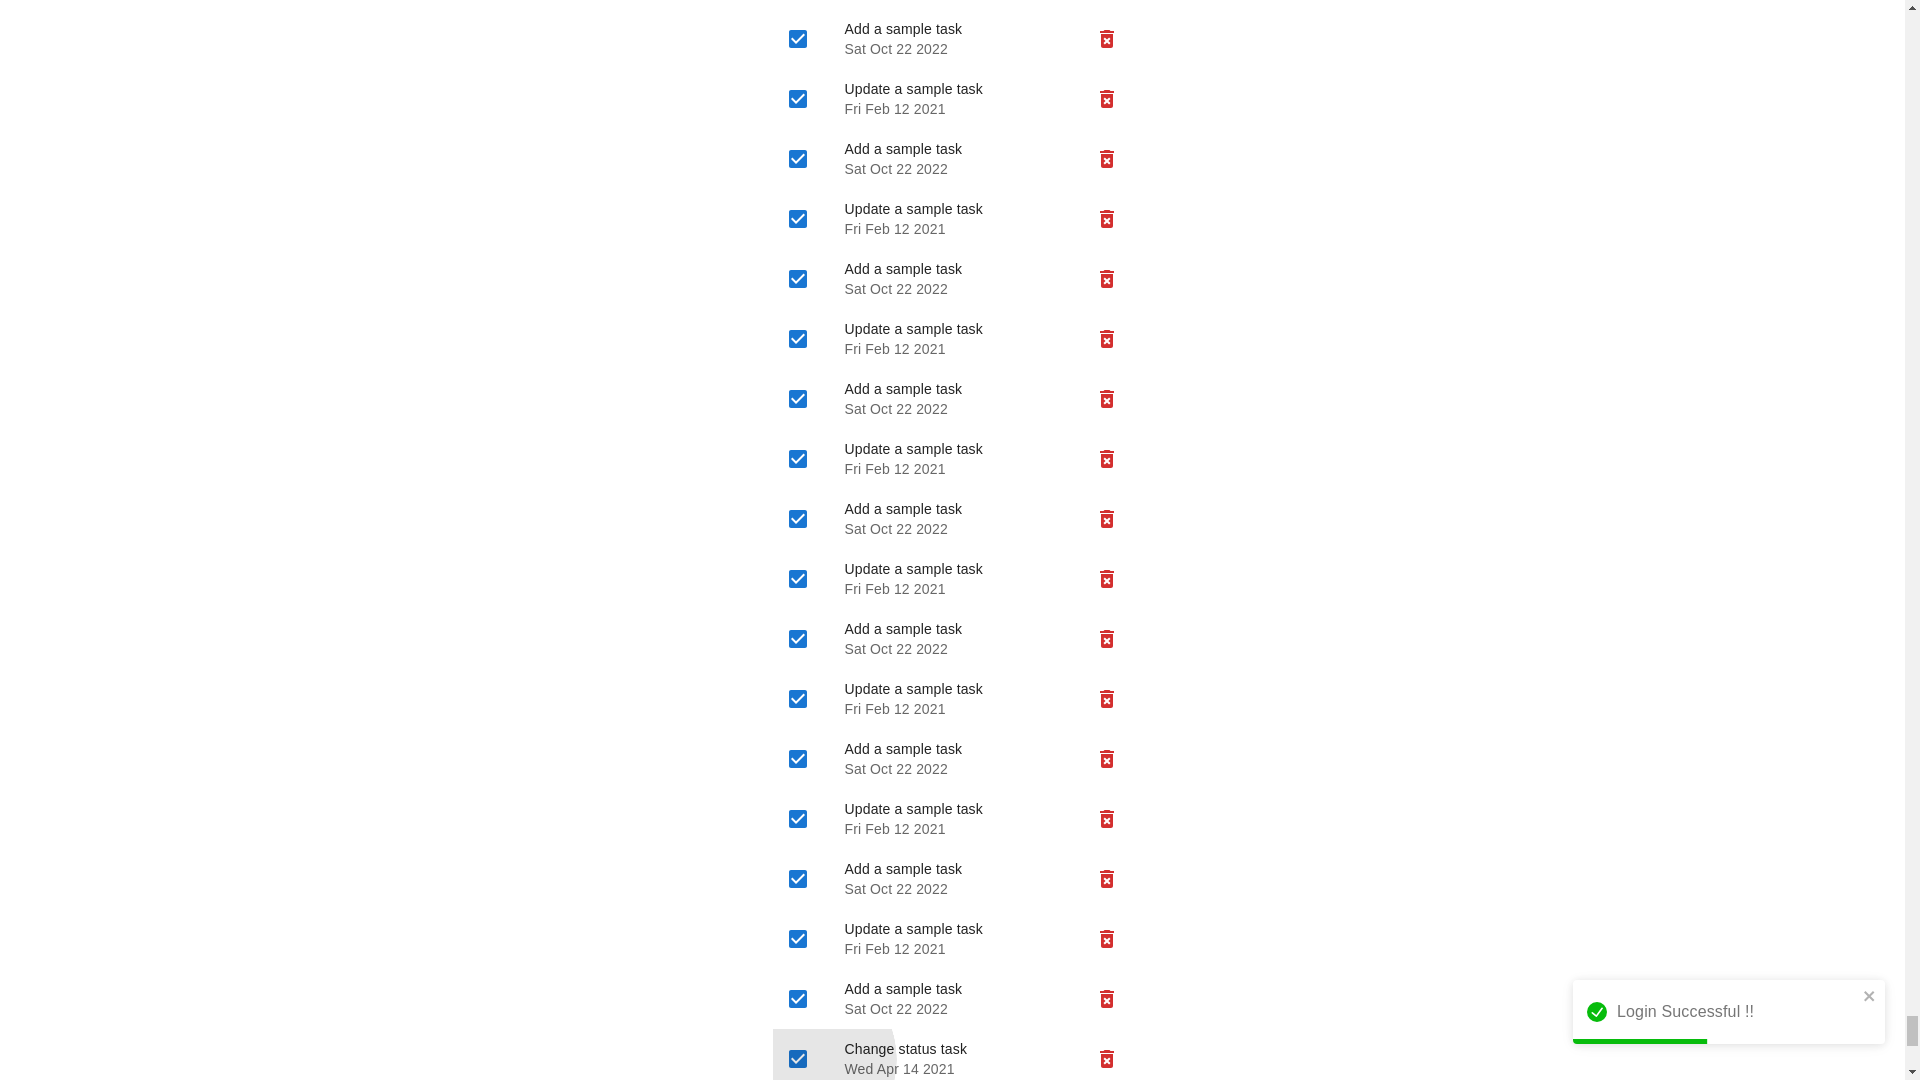 Add a sample task
Sat Oct 22 2022
Update a sample task
Fri Feb 12 2021
Add a sample task
Sat Oct 22 2022
Update a sample task
Fri Feb 12 2021
Add a sample task
Sat Oct 22 2022
Update a sample task
Fri Feb 12 2021
Add a sample task
Sat Oct 22 2022
Update a sample task
Fri Feb 12 2021
Add a sample task
Sat Oct 22 2022
Update a sample task
Fri Feb 12 2021
Add a sample task
Sat Oct 22 2022
Update a sample task
Fri Feb 12 2021
Add a sample task
Sat Oct 22 2022
Update a sample task
Fri Feb 12 2021
Add a sample task
Sat Oct 22 2022
Update a sample task
Fri Feb 12 2021
Add a sample task
Sat Oct 22 2022
Change status task
Wed Apr 14 2021
Login Successful !!